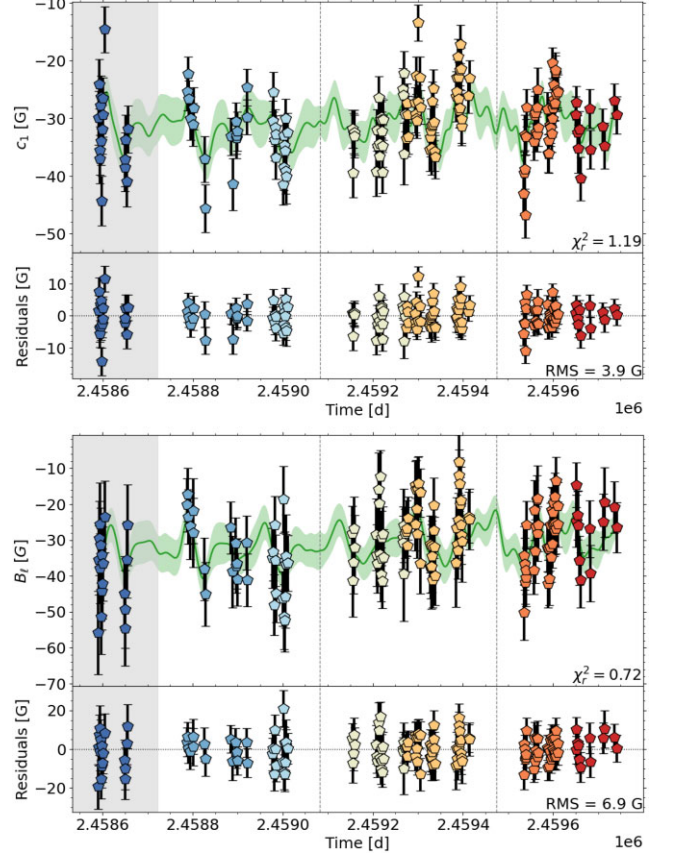 −10
−20
−30
−40
−50
c₁ [G]
χᵣ² = 1.19
10
0
−10
Residuals [G]
RMS = 3.9 G
2.4586 2.4588 2.4590 2.4592 2.4594 2.4596
Time [d]
1e6
−10
−20
−30
−40
−50
−60
−70
Bℓ [G]
χᵣ² = 0.72
20
0
−20
Residuals [G]
RMS = 6.9 G
2.4586 2.4588 2.4590 2.4592 2.4594 2.4596
Time [d]
1e6